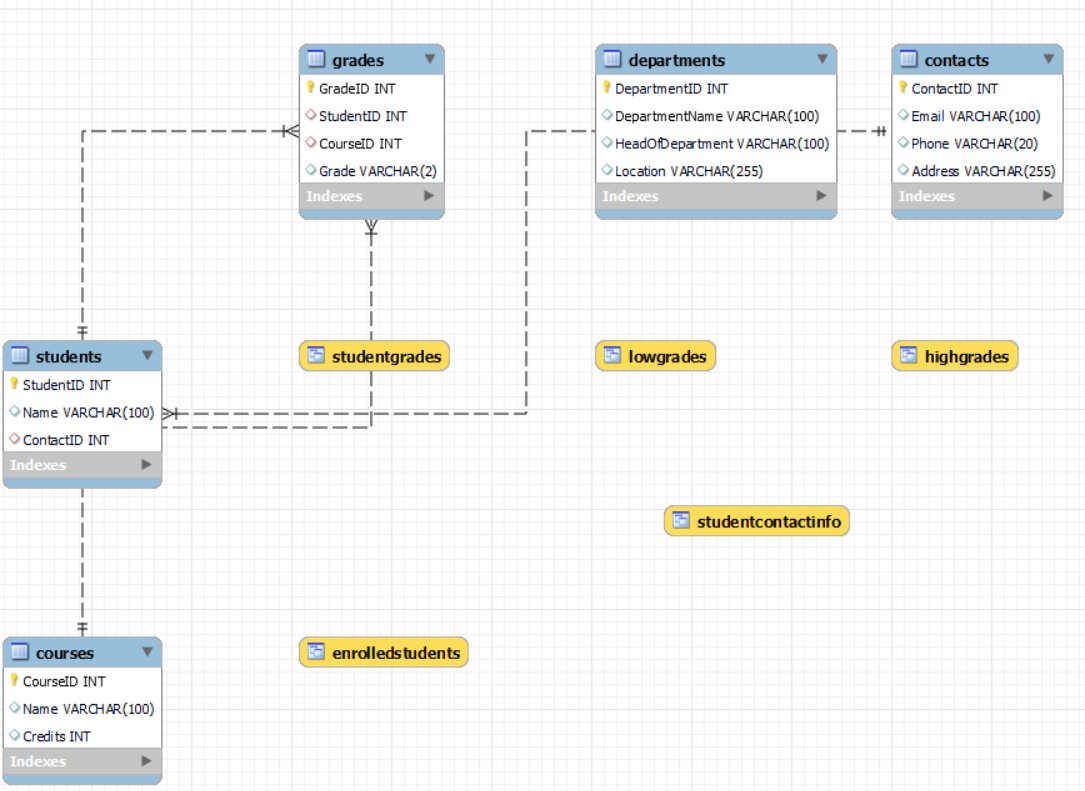 grades
GradeID INT
StudentID INT
CourseID INT
Grade VARCHAR(2)
Indexes
departments
DepartmentID INT
DepartmentName VARCHAR(100)
HeadOfDepartment VARCHAR(100)
Location VARCHAR(255)
Indexes
contacts
ContactID INT
Email VARCHAR(100)
Phone VARCHAR(20)
Address VARCHAR(255)
Indexes
students
StudentID INT
Name VARCHAR(100)
ContactID INT
Indexes
studentgrades
lowgrades
highgrades
studentcontactinfo
courses
CourseID INT
Name VARCHAR(100)
Credits INT
Indexes
enrolledstudents